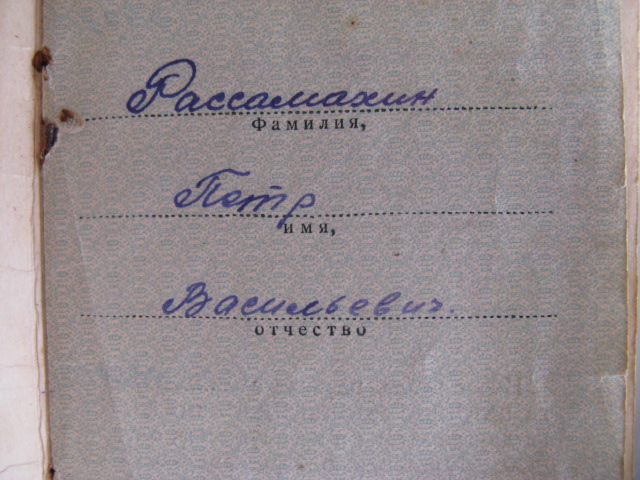 Рассамахин
Фамилия,
Петр
имя,
Васильевич.
отчество